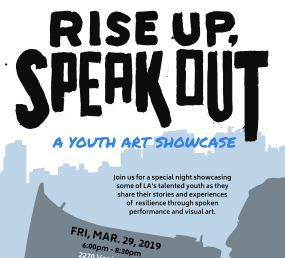 RISE UP,
SPEAK OUT
A YOUTH ART SHOWCASE
Join us for a special night showcasing
some of LA's talented youth as they
share their stories and experiences
of resilience through spoken
performance and visual art.
FRI, MAR. 29, 2019
6:00pm - 8:30pm
2270